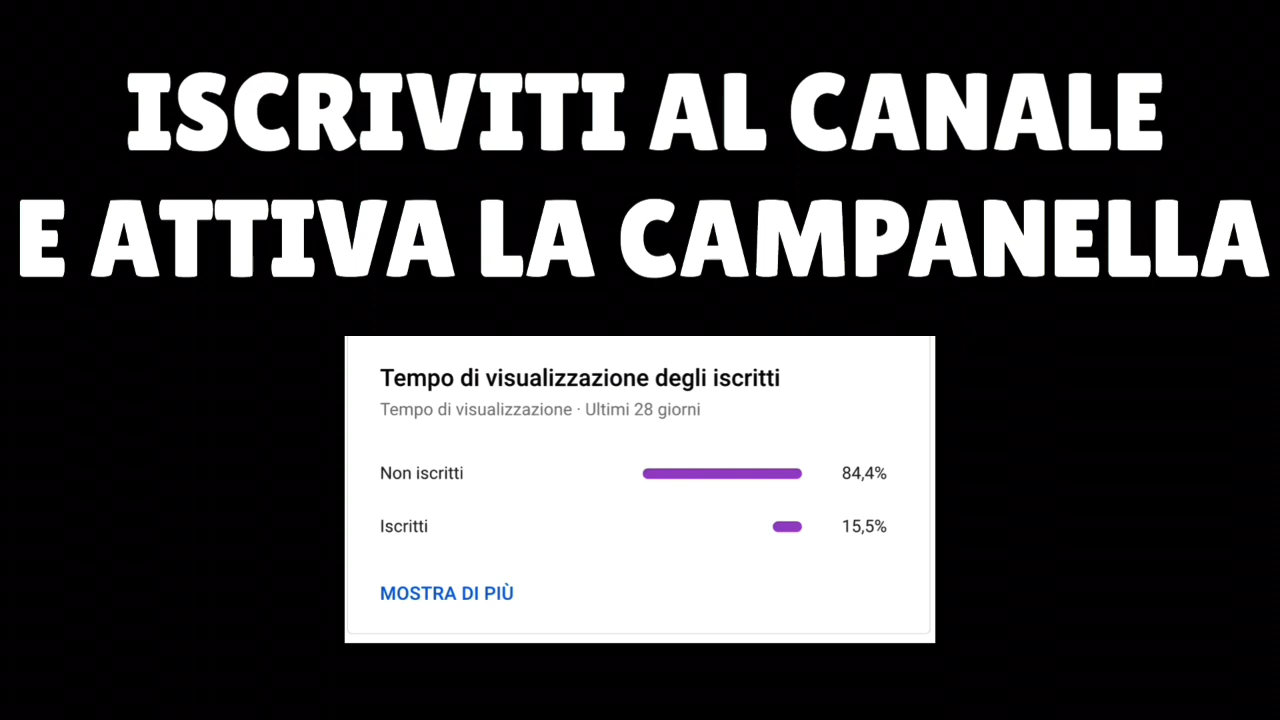 ISCRIVITI AL CANALE
E ATTIVA LA CAMPANELLA
Tempo di visualizzazione degli iscritti
Tempo di visualizzazione · Ultimi 28 giorni
Non iscritti 84,4%
Iscritti 15,5%
MOSTRA DI PIÙ